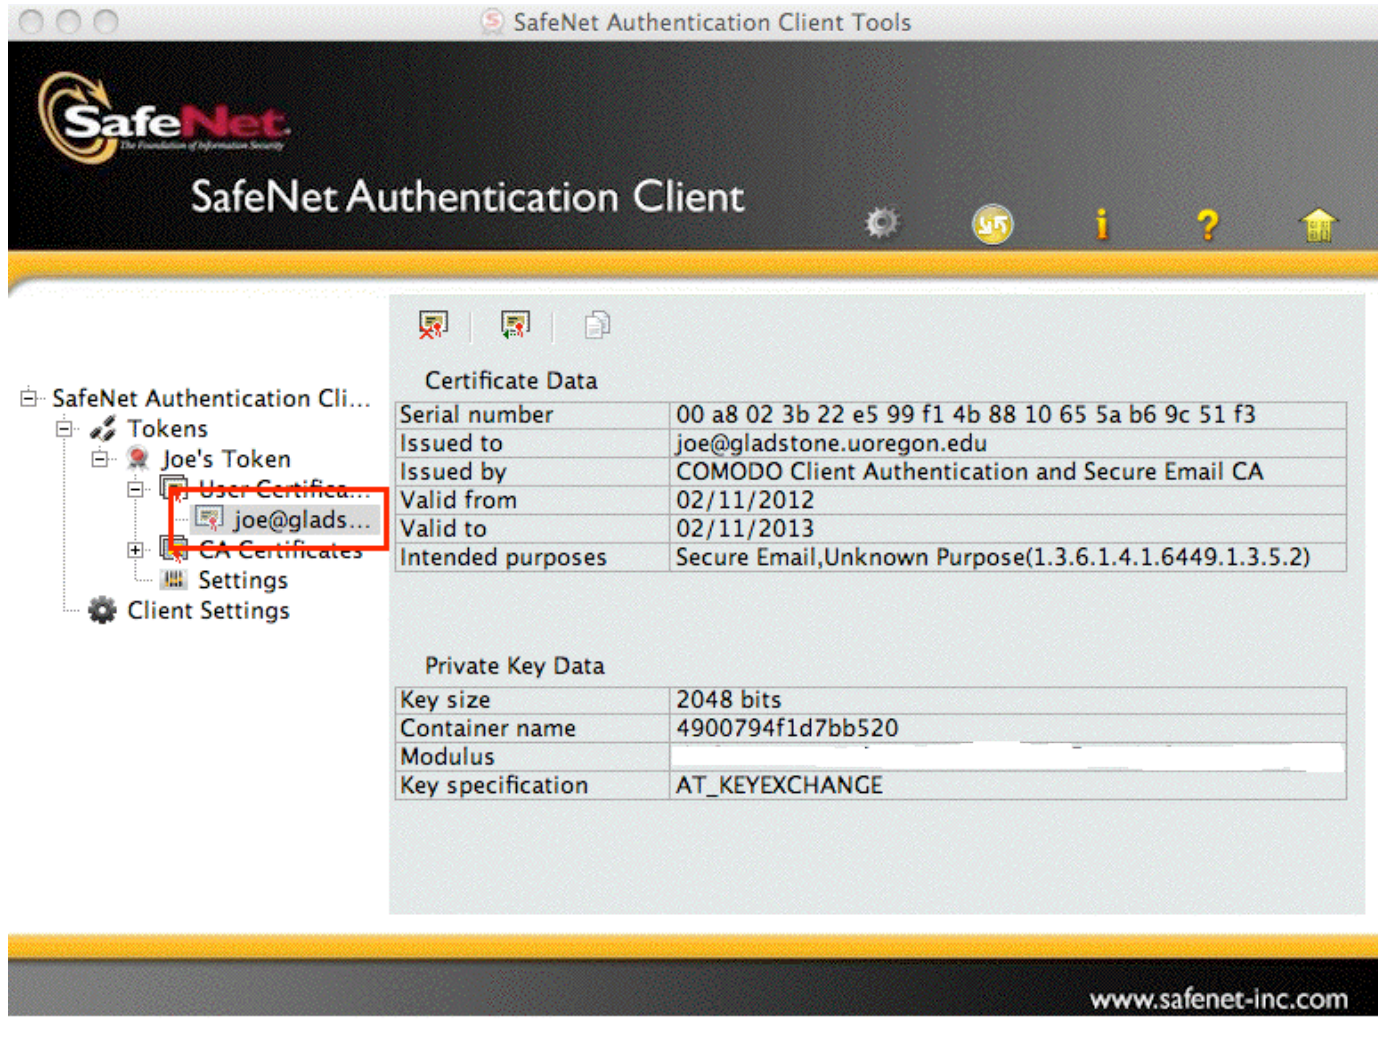 SafeNet Authentication Client Tools
SafeNet.
The Foundation of Information Security
SafeNet Authentication Client
SafeNet Authentication Cli...
Tokens
Joe's Token
User Certifica...
joe@glads...
CA Certificates
Settings
Client Settings
Certificate Data
Serial number 00 a8 02 3b 22 e5 99 f1 4b 88 10 65 5a b6 9c 51 f3
Issued to joe@gladstone.uoregon.edu
Issued by COMODO Client Authentication and Secure Email CA
Valid from 02/11/2012
Valid to 02/11/2013
Intended purposes Secure Email,Unknown Purpose(1.3.6.1.4.1.6449.1.3.5.2)
Private Key Data
Key size 2048 bits
Container name 4900794f1d7bb520
Modulus
Key specification AT_KEYEXCHANGE
www.safenet-inc.com